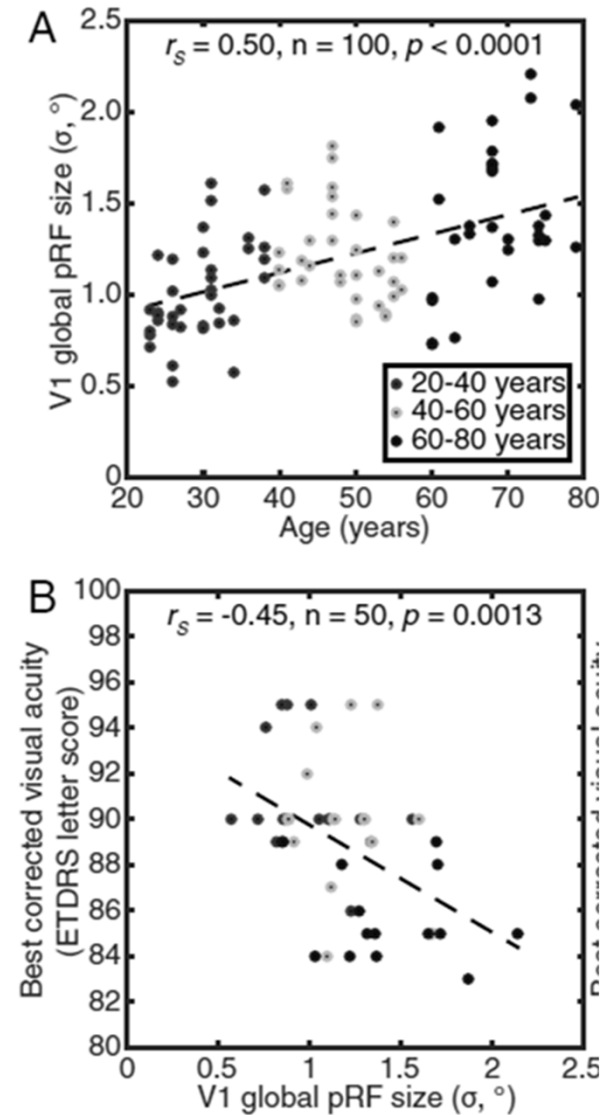 A
r_S = 0.50, n = 100, p < 0.0001
V1 global pRF size (σ, °)
2.5
2.0
1.5
1.0
0.5
0
20 30 40 50 60 70 80
Age (years)
20-40 years
40-60 years
60-80 years
B
r_S = -0.45, n = 50, p = 0.0013
Best corrected visual acuity
(ETDRS letter score)
100
98
96
94
92
90
88
86
84
82
80
0 0.5 1 1.5 2 2.5
V1 global pRF size (σ, °)